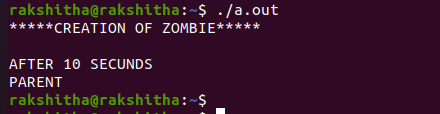 rakshitha@rakshitha:~$ ./a.out
*****CREATION OF ZOMBIE*****
AFTER 10 SECUNDS
PARENT
rakshitha@rakshitha:~$
rakshitha@rakshitha:~$